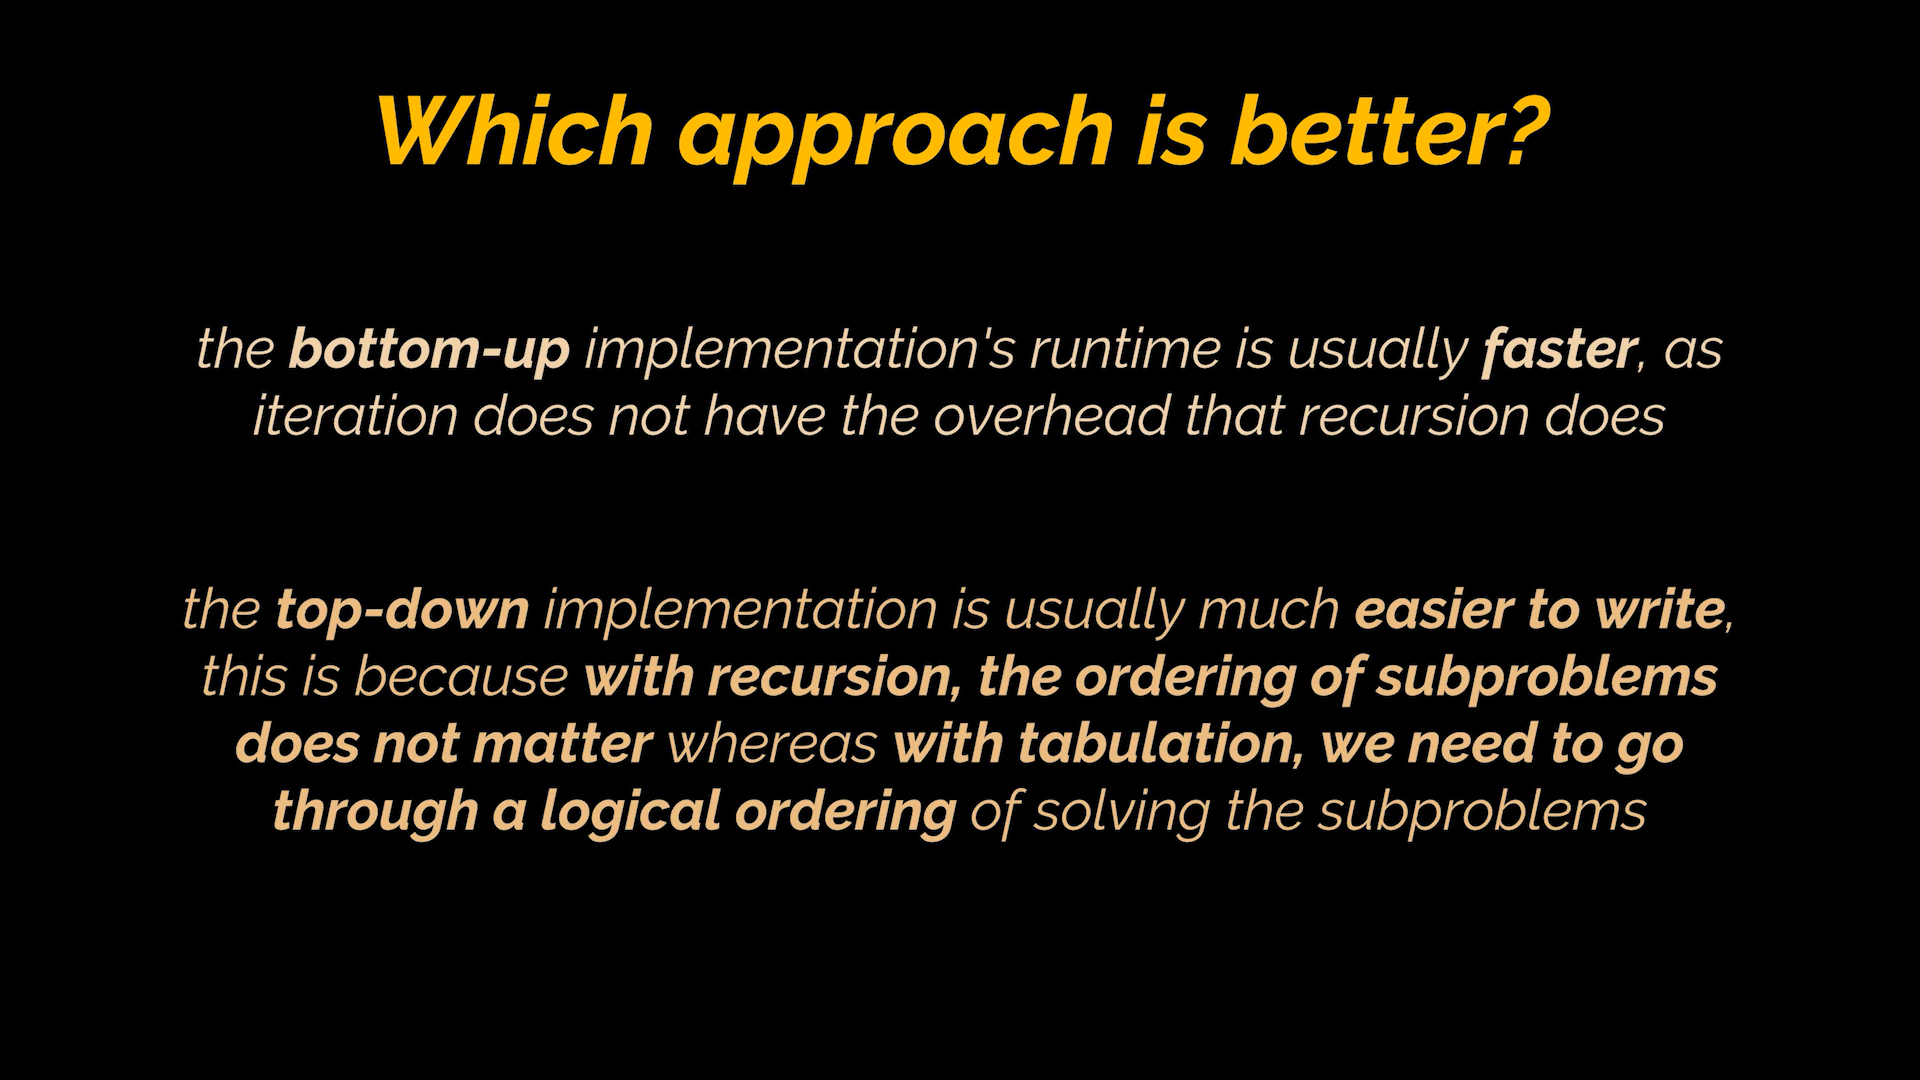 Which approach is better?
the bottom-up implementation's runtime is usually faster, as
iteration does not have the overhead that recursion does
the top-down implementation is usually much easier to write,
this is because with recursion, the ordering of subproblems
does not matter whereas with tabulation, we need to go
through a logical ordering of solving the subproblems